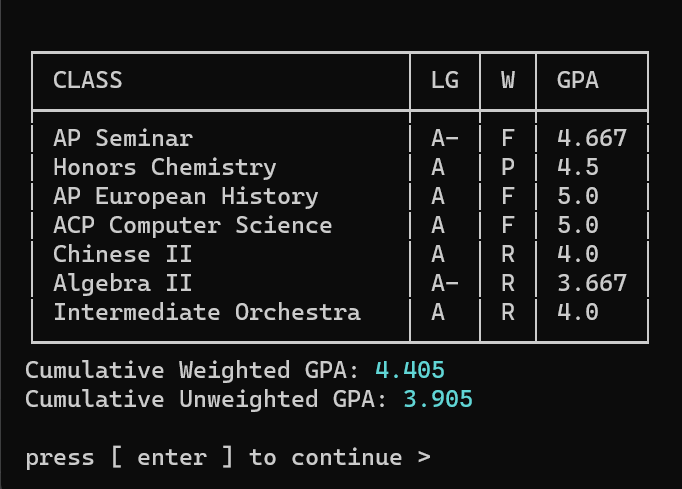 CLASS LG W GPA
AP Seminar A- F 4.667
Honors Chemistry A P 4.5
AP European History A F 5.0
ACP Computer Science A F 5.0
Chinese II A R 4.0
Algebra II A- R 3.667
Intermediate Orchestra A R 4.0
Cumulative Weighted GPA: 4.405
Cumulative Unweighted GPA: 3.905
press [ enter ] to continue >